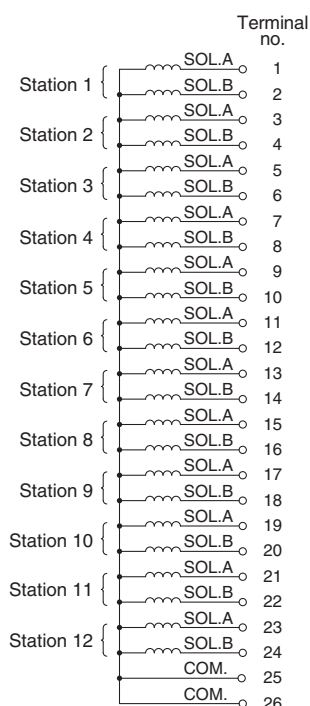 Terminal
no.
Station 1
SOL.A 1
SOL.B 2
Station 2
SOL.A 3
SOL.B 4
Station 3
SOL.A 5
SOL.B 6
Station 4
SOL.A 7
SOL.B 8
Station 5
SOL.A 9
SOL.B 10
Station 6
SOL.A 11
SOL.B 12
Station 7
SOL.A 13
SOL.B 14
Station 8
SOL.A 15
SOL.B 16
Station 9
SOL.A 17
SOL.B 18
Station 10
SOL.A 19
SOL.B 20
Station 11
SOL.A 21
SOL.B 22
Station 12
SOL.A 23
SOL.B 24
COM. 25
COM. 26